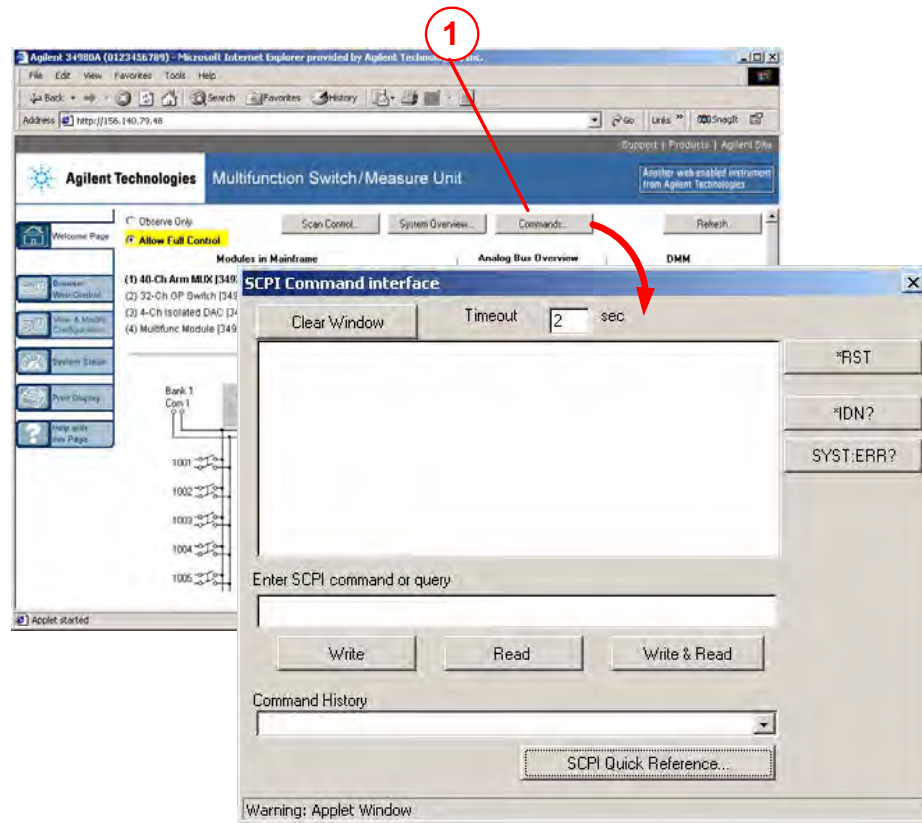 1
Agilent 34980A (0123456789) - Microsoft Internet Explorer provided by Agilent Technologies, Inc.
File Edit View Favorites Tools Help
Back Search Favorites History
Address http://156.140.79.48 Go Links » SnagIt
Support | Products | Agilent Site
Agilent Technologies Multifunction Switch/Measure Unit
Another web-enabled instrument
from Agilent Technologies
Welcome Page
Observe Only
Allow Full Control
Scan Control... System Overview... Commands... Refresh
Modules in Mainframe Analog Bus Overview DMM
(1) 40-Ch Arm MUX [349
(2) 32-Ch GP Switch [349
(3) 4-Ch Isolated DAC [34
(4) Multifunc Module [349
Browser
Web Control
View & Modify
Configuration
System Status
Print Display
Help with
this Page
Bank 1
Com 1
1001
1002
1003
1004
1005
Applet started
SCPI Command interface
Clear Window Timeout 2 sec
*RST
*IDN?
SYST:ERR?
Enter SCPI command or query
Write Read Write & Read
Command History
SCPI Quick Reference...
Warning: Applet Window